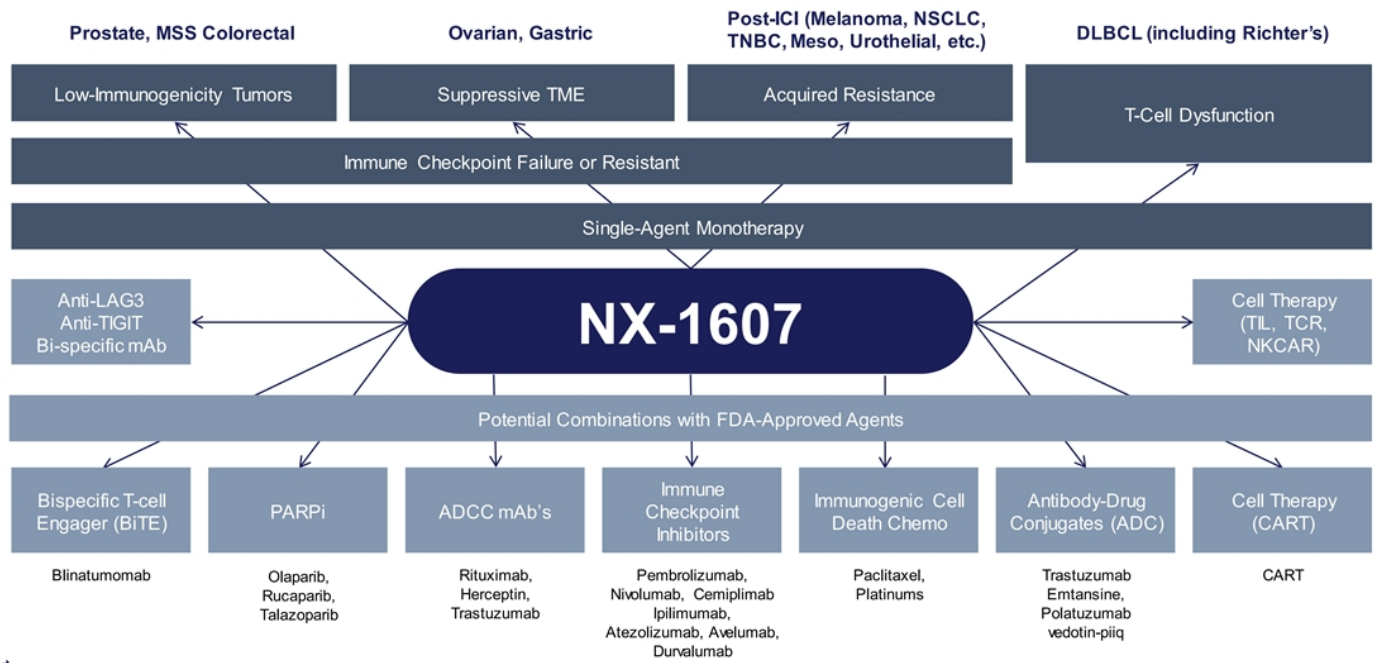 Prostate, MSS Colorectal
Ovarian, Gastric
Post-ICI (Melanoma, NSCLC,
TNBC, Meso, Urothelial, etc.)
DLBCL (including Richter's)
Low-Immunogenicity Tumors
Suppressive TME
Acquired Resistance
T-Cell Dysfunction
Immune Checkpoint Failure or Resistant
Single-Agent Monotherapy
Anti-LAG3
Anti-TIGIT
Bi-specific mAb
NX-1607
Cell Therapy
(TIL, TCR,
NKCAR)
Potential Combinations with FDA-Approved Agents
Bispecific T-cell
Engager (BiTE)
PARPi
ADCC mAb's
Immune
Checkpoint
Inhibitors
Immunogenic Cell
Death Chemo
Antibody-Drug
Conjugates (ADC)
Cell Therapy
(CART)
Blinatumomab
Olaparib,
Rucaparib,
Talazoparib
Rituximab,
Herceptin,
Trastuzumab
Pembrolizumab,
Nivolumab, Cemiplimab
Ipilimumab,
Atezolizumab, Avelumab,
Durvalumab
Paclitaxel,
Platinums
Trastuzumab
Emtansine,
Polatuzumab
vedotin-piiq
CART